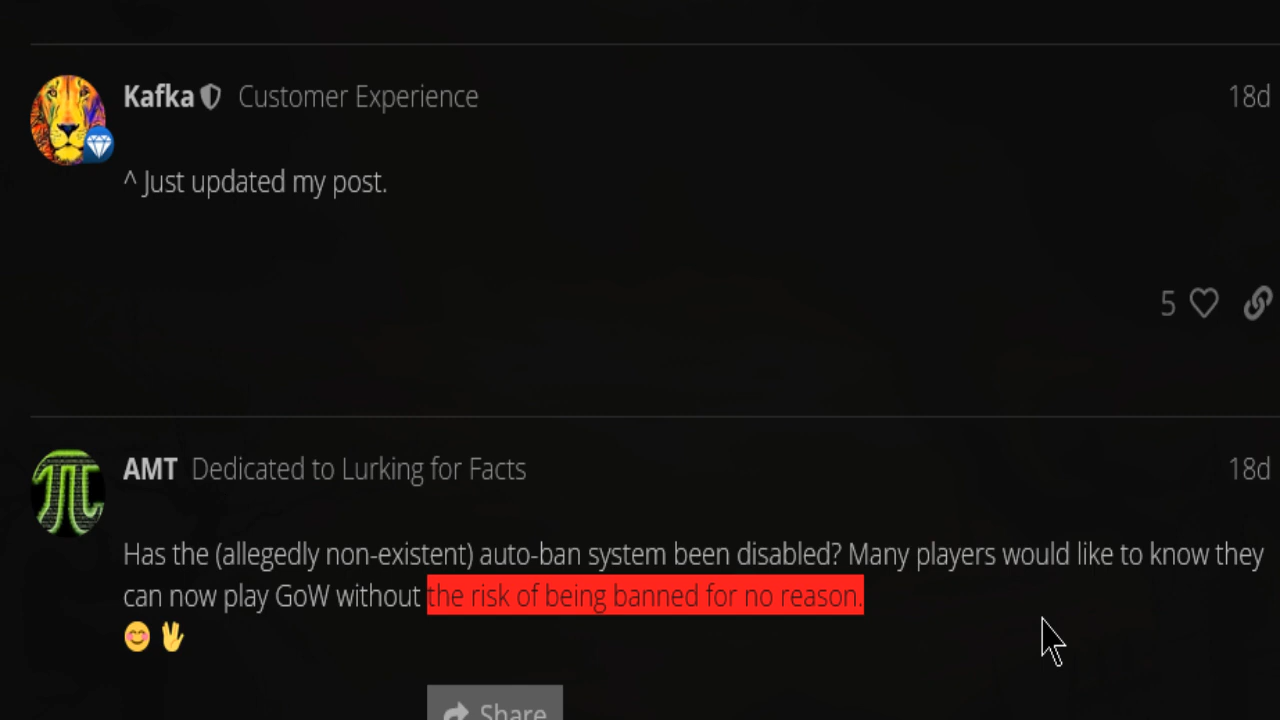 Kafka Customer Experience 18d
^ Just updated my post.
5
AMT Dedicated to Lurking for Facts 18d
Has the (allegedly non-existent) auto-ban system been disabled? Many players would like to know they
can now play GoW without the risk of being banned for no reason.
😊 🖖
Share